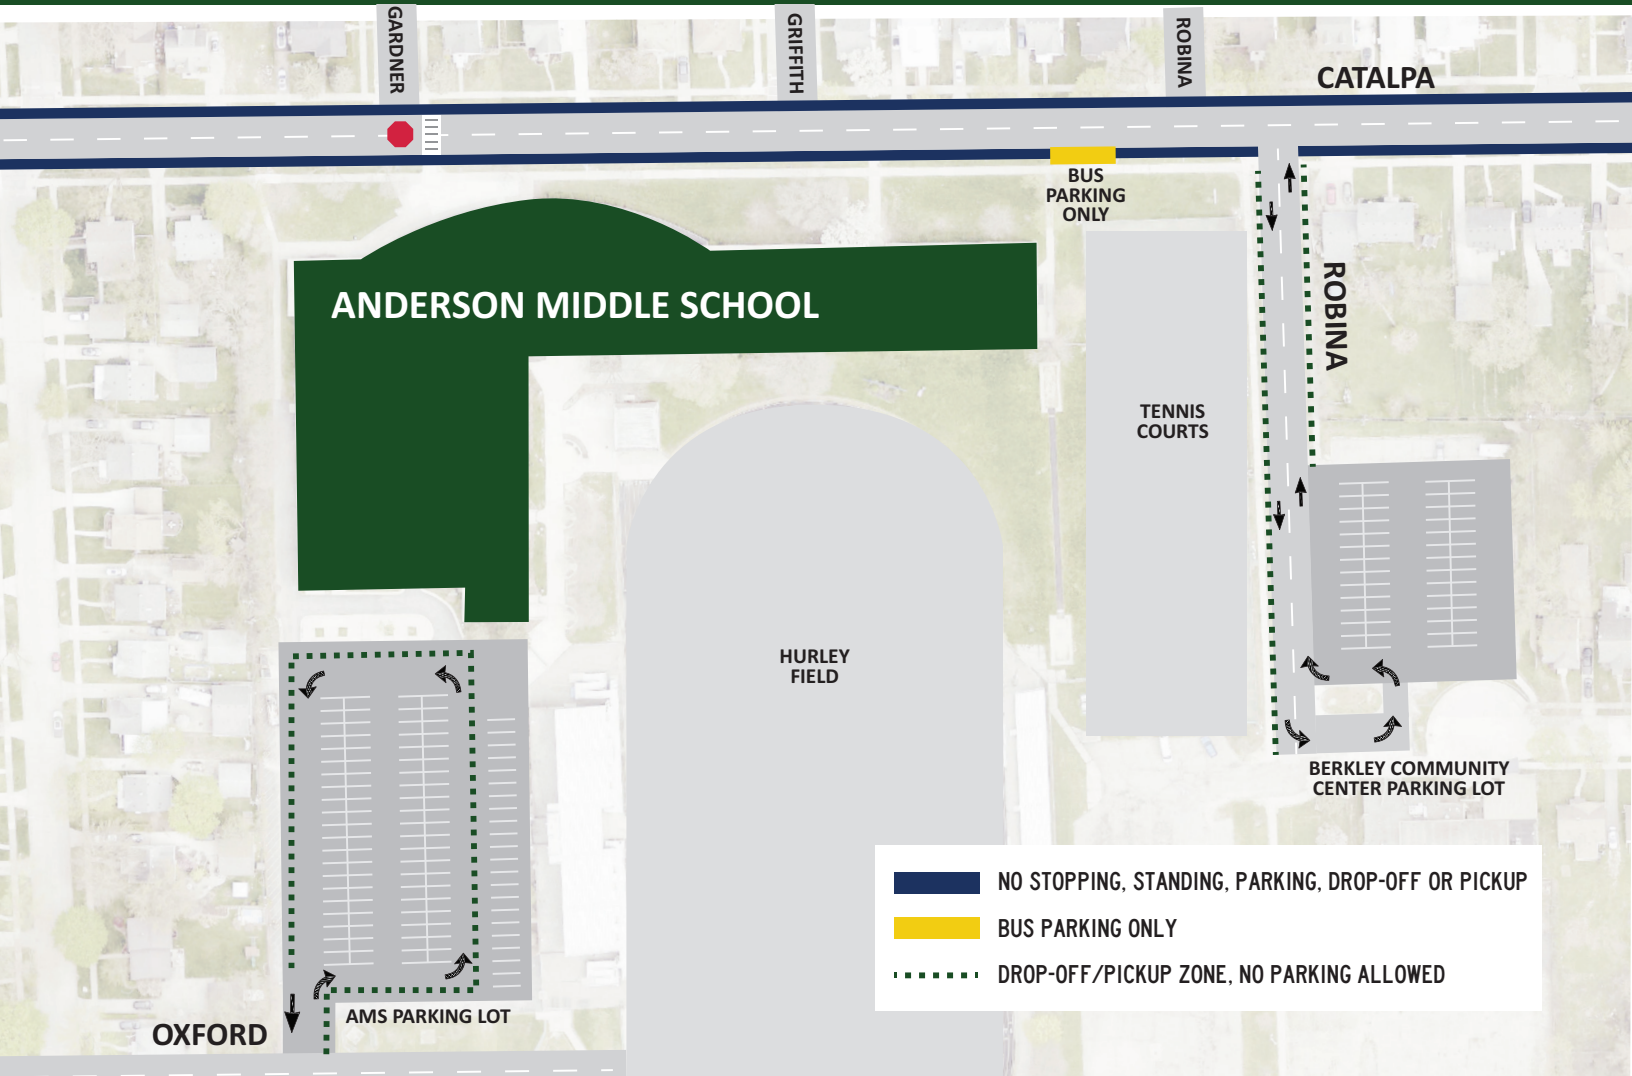 GARDNER
GRIFFITH
ROBINA
CATALPA
BUS
PARKING
ONLY
ANDERSON MIDDLE SCHOOL
ROBINA
TENNIS
COURTS
HURLEY
FIELD
BERKLEY COMMUNITY
CENTER PARKING LOT
NO STOPPING, STANDING, PARKING, DROP-OFF OR PICKUP
BUS PARKING ONLY
DROP-OFF/PICKUP ZONE, NO PARKING ALLOWED
AMS PARKING LOT
OXFORD